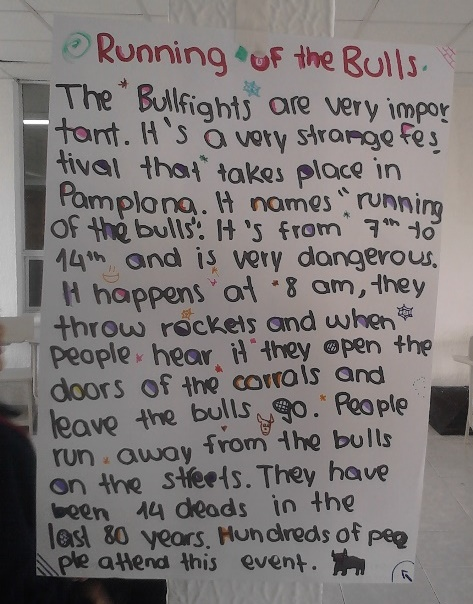 Running of the Bulls.
The Bullfights are very impor
tant. It's a very strange fes_
tival that takes place in
Pamplona. It names "running
of the bulls". It's from 7th to
14th and is very dangerous.
It happens at 8 am, they
throw rockets and when
people hear it they open the
doors of the corrals and
leave the bulls go. People
run away from the bulls
on the streets. They have
been 14 deads in the
last 80 years. Hundreds of peo
ple attend this event.